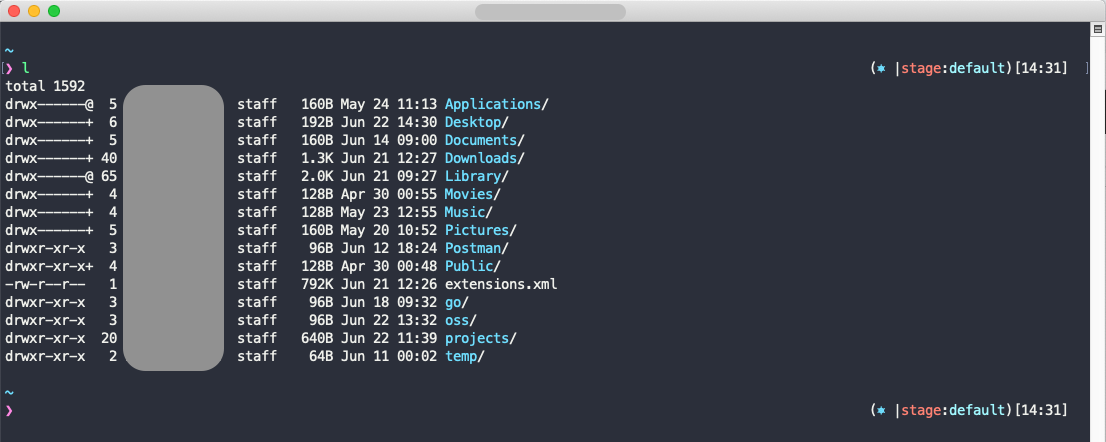 ~
❯ l (⎈ |stage:default)[14:31]
total 1592
drwx------@ 5 staff 160B May 24 11:13 Applications/
drwx------+ 6 staff 192B Jun 22 14:30 Desktop/
drwx------+ 5 staff 160B Jun 14 09:00 Documents/
drwx------+ 40 staff 1.3K Jun 21 12:27 Downloads/
drwx------@ 65 staff 2.0K Jun 21 09:27 Library/
drwx------+ 4 staff 128B Apr 30 00:55 Movies/
drwx------+ 4 staff 128B May 23 12:55 Music/
drwx------+ 5 staff 160B May 20 10:52 Pictures/
drwxr-xr-x 3 staff 96B Jun 12 18:24 Postman/
drwxr-xr-x+ 4 staff 128B Apr 30 00:48 Public/
-rw-r--r-- 1 staff 792K Jun 21 12:26 extensions.xml
drwxr-xr-x 3 staff 96B Jun 18 09:32 go/
drwxr-xr-x 3 staff 96B Jun 22 13:32 oss/
drwxr-xr-x 20 staff 640B Jun 22 11:39 projects/
drwxr-xr-x 2 staff 64B Jun 11 00:02 temp/
~
❯ (⎈ |stage:default)[14:31]